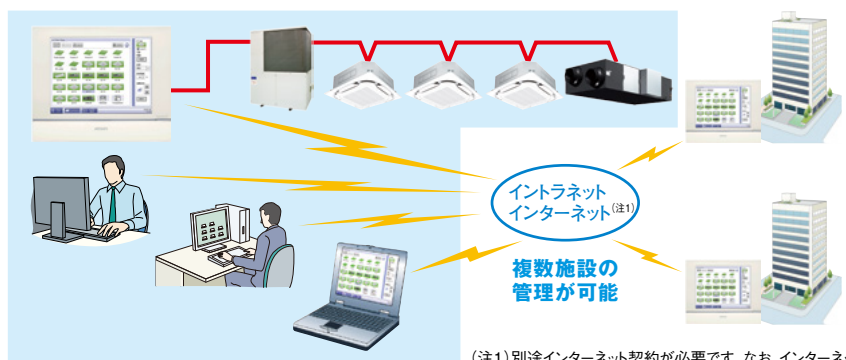 イントラネット
インターネット(注1)
複数施設の
管理が可能
(注1)別途インターネット契約が必要です。なお、インターネ